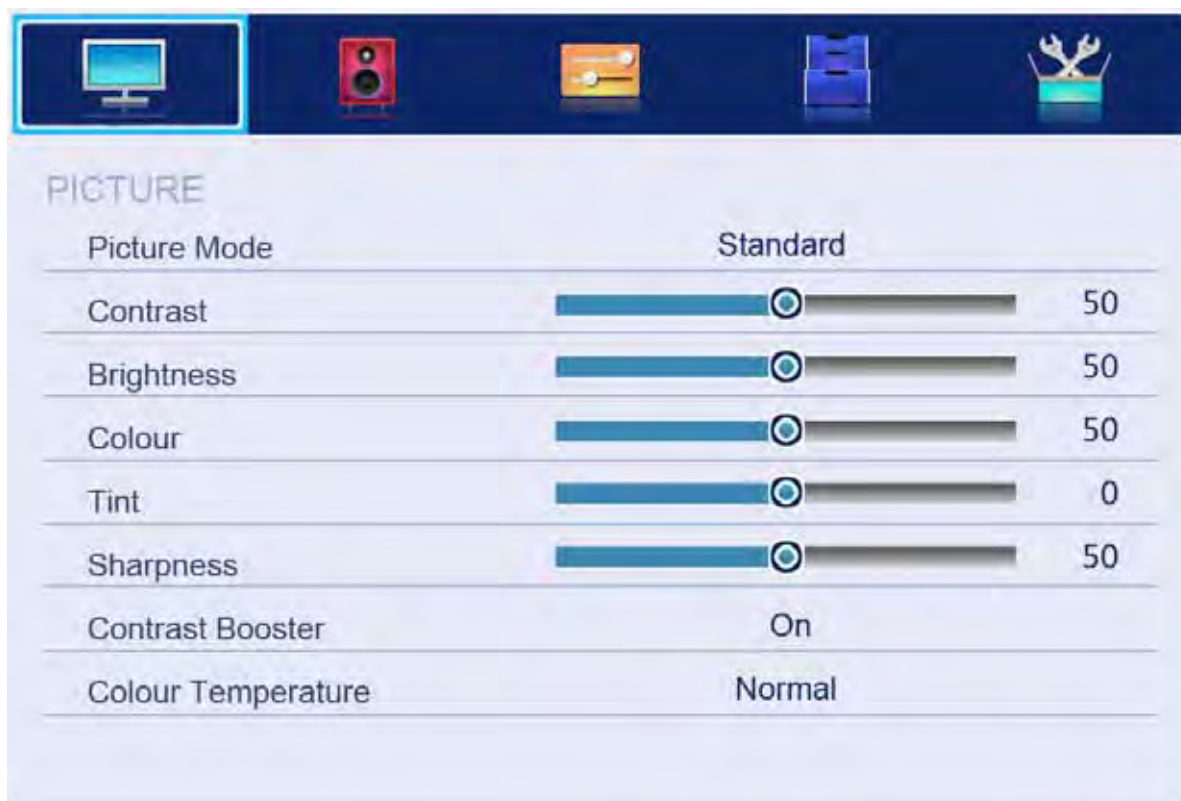 PICTURE
Picture Mode Standard
Contrast 50
Brightness 50
Colour 50
Tint 0
Sharpness 50
Contrast Booster On
Colour Temperature Normal